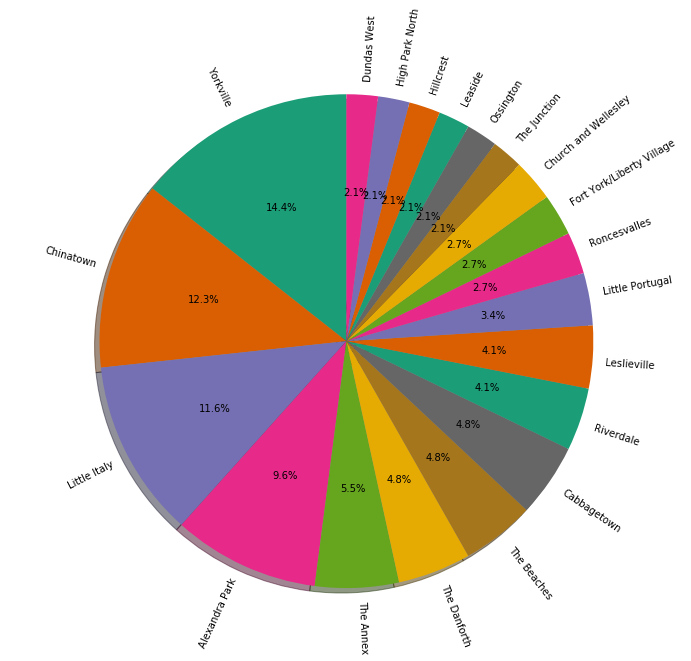 Yorkville
14.4%
Chinatown
12.3%
Little Italy
11.6%
Alexandra Park
9.6%
The Annex
5.5%
The Danforth
4.8%
The Beaches
4.8%
Cabbagetown
4.8%
Riverdale
4.1%
Leslieville
4.1%
Little Portugal
3.4%
Roncesvalles
2.7%
Fort York/Liberty Village
2.7%
Church and Wellesley
2.7%
The Junction
2.1%
Ossington
2.1%
Leaside
2.1%
Hillcrest
2.1%
High Park North
2.1%
Dundas West
2.1%